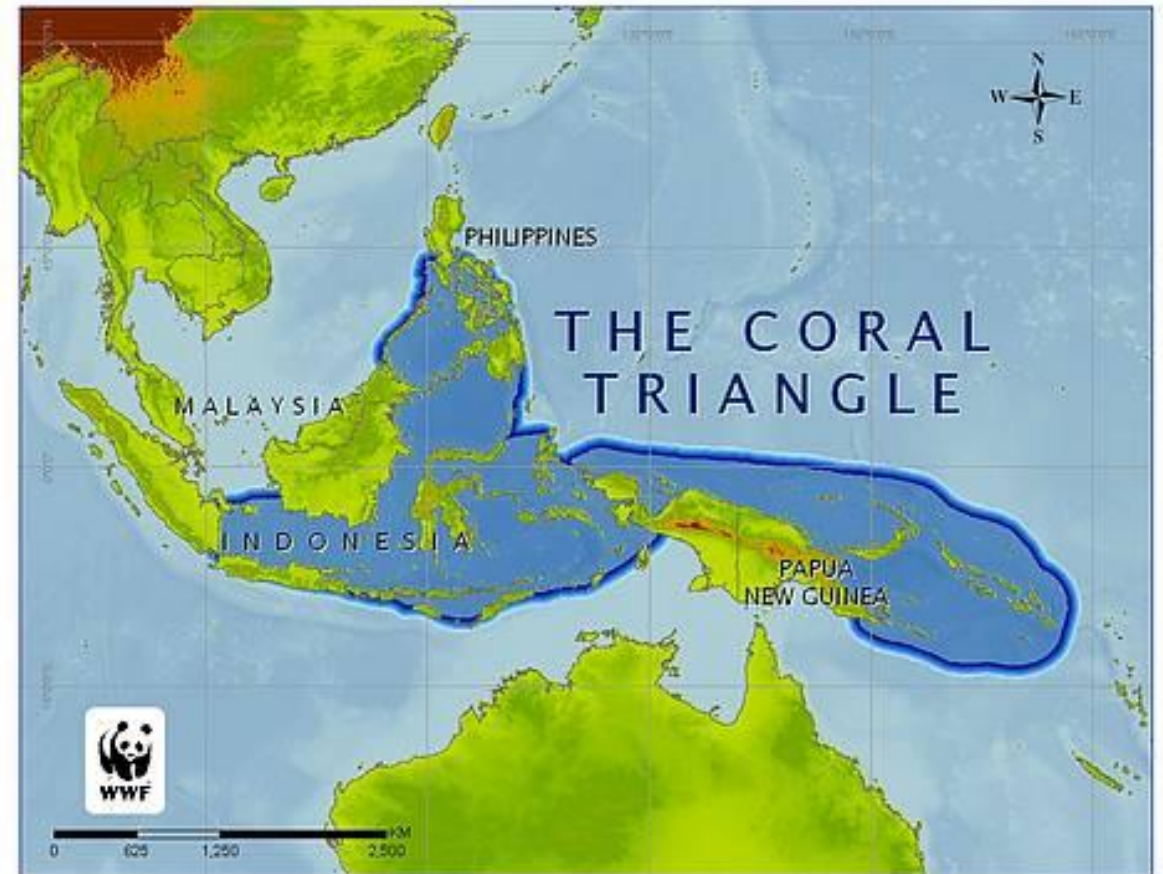 N
W E
S
PHILIPPINES
THE CORAL
TRIANGLE
MALAYSIA
INDONESIA
PAPUA
NEW GUINEA
WWF
KM
0 625 1,250 2,500